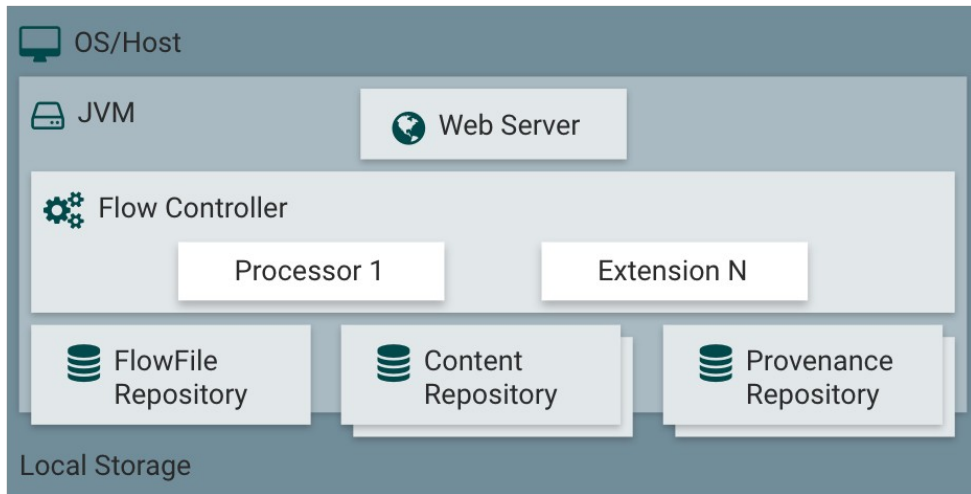 OS/Host
JVM
Web Server
Flow Controller
Processor 1
Extension N
FlowFile
Repository
Content
Repository
Provenance
Repository
Local Storage